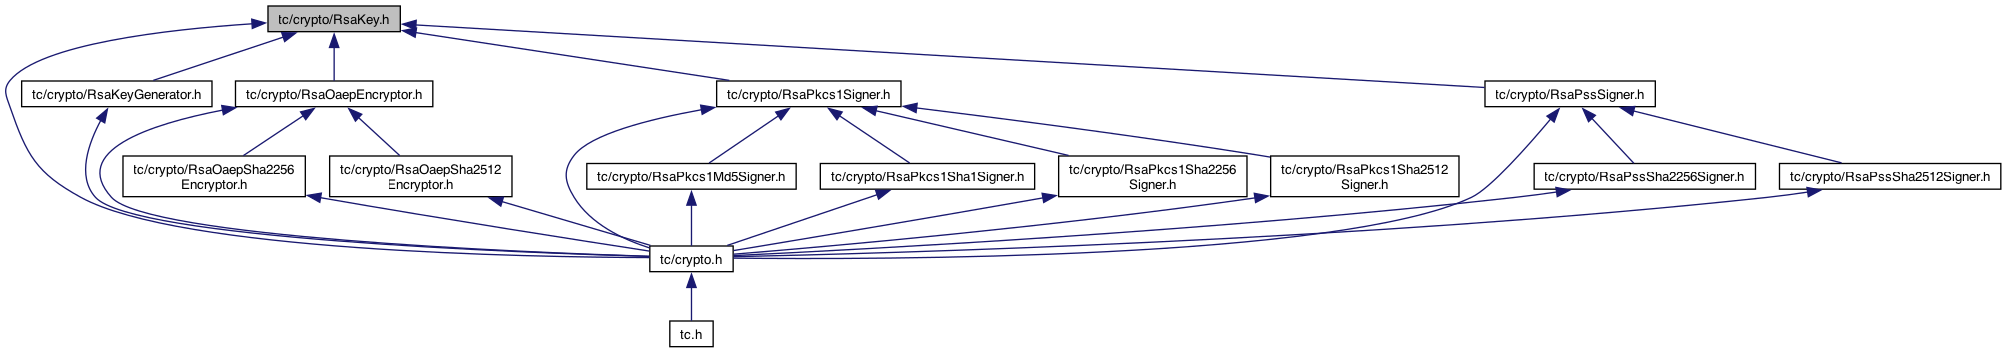 tc/crypto/RsaKey.h
tc/crypto/RsaKeyGenerator.h
tc/crypto/RsaOaepEncryptor.h
tc/crypto/RsaPkcs1Signer.h
tc/crypto/RsaPssSigner.h
tc/crypto/RsaOaepSha2256
Encryptor.h
tc/crypto/RsaOaepSha2512
Encryptor.h
tc/crypto/RsaPkcs1Md5Signer.h
tc/crypto/RsaPkcs1Sha1Signer.h
tc/crypto/RsaPkcs1Sha2256
Signer.h
tc/crypto/RsaPkcs1Sha2512
Signer.h
tc/crypto/RsaPssSha2256Signer.h
tc/crypto/RsaPssSha2512Signer.h
tc/crypto.h
tc.h